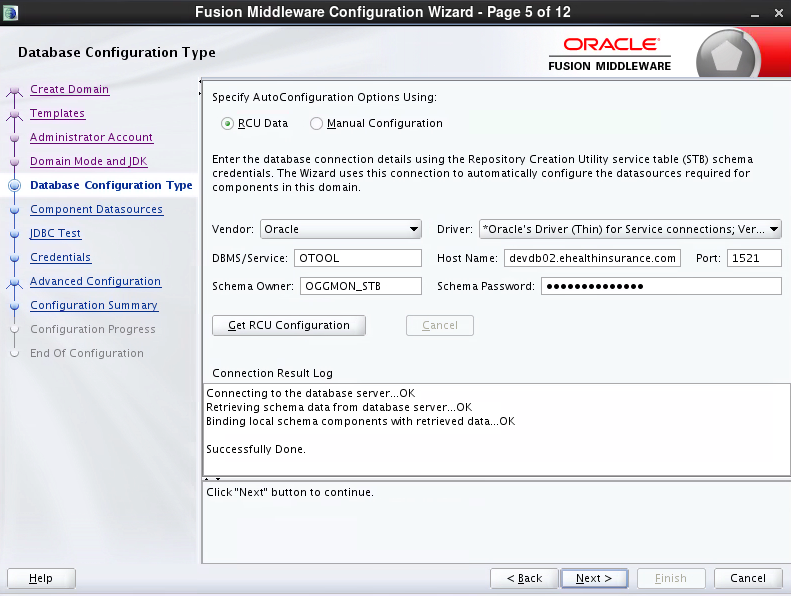 Fusion Middleware Configuration Wizard - Page 5 of 12
Database Configuration Type
ORACLE
FUSION MIDDLEWARE
Create Domain
Templates
Administrator Account
Domain Mode and JDK
Database Configuration Type
Component Datasources
JDBC Test
Credentials
Advanced Configuration
Configuration Summary
Configuration Progress
End Of Configuration
Specify AutoConfiguration Options Using:
RCU Data Manual Configuration
Enter the database connection details using the Repository Creation Utility service table (STB) schema
credentials. The Wizard uses this connection to automatically configure the datasources required for
components in this domain.
Vendor: Oracle Driver: *Oracle's Driver (Thin) for Service connections; Ver...
DBMS/Service: OTOOL Host Name: devdb02.ehealthinsurance.com Port: 1521
Schema Owner: OGGMON_STB Schema Password: ••••••••••••••
Get RCU Configuration Cancel
Connection Result Log
Connecting to the database server...OK
Retrieving schema data from database server...OK
Binding local schema components with retrieved data...OK
Successfully Done.
Click "Next" button to continue.
Help < Back Next > Finish Cancel